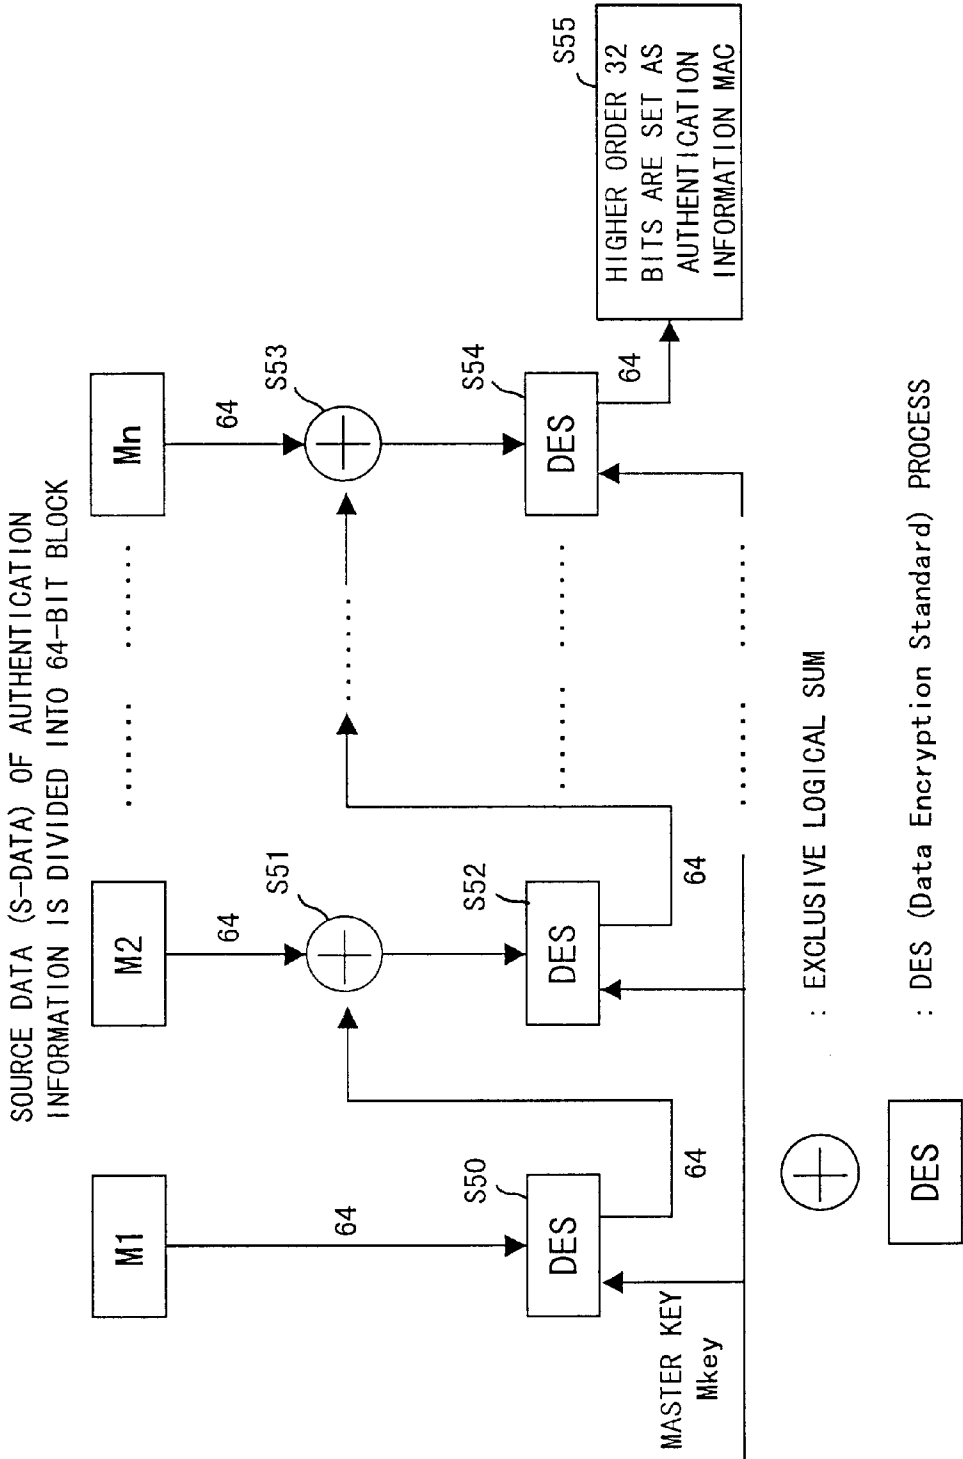 SOURCE DATA (S-DATA) OF AUTHENTICATION
INFORMATION IS DIVIDED INTO 64-BIT BLOCK
M1
M2
Mn
64
64
64
S51
S53
S50
S52
S54
S55
DES
DES
DES
HIGHER ORDER 32
BITS ARE SET AS
AUTHENTICATION
INFORMATION MAC
64
64
64
MASTER KEY
Mkey
: EXCLUSIVE LOGICAL SUM
DES
: DES (Data Encryption Standard) PROCESS